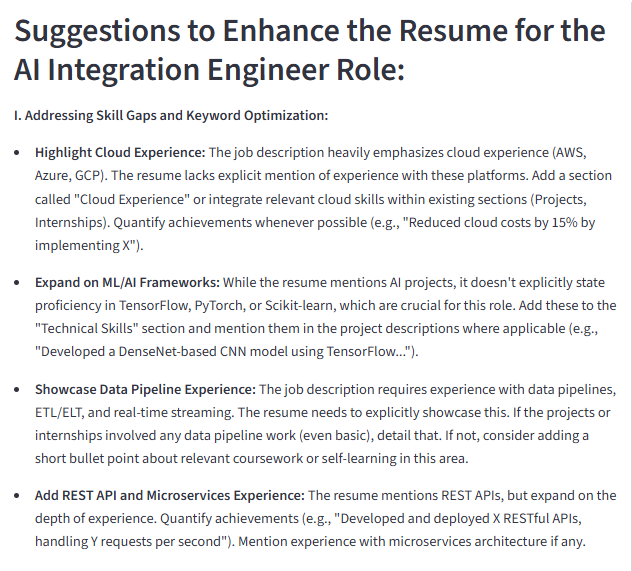 Suggestions to Enhance the Resume for the
AI Integration Engineer Role:
I. Addressing Skill Gaps and Keyword Optimization:
• Highlight Cloud Experience: The job description heavily emphasizes cloud experience (AWS,
Azure, GCP). The resume lacks explicit mention of experience with these platforms. Add a section
called "Cloud Experience" or integrate relevant cloud skills within existing sections (Projects,
Internships). Quantify achievements whenever possible (e.g., "Reduced cloud costs by 15% by
implementing X").
• Expand on ML/AI Frameworks: While the resume mentions AI projects, it doesn't explicitly state
proficiency in TensorFlow, PyTorch, or Scikit-learn, which are crucial for this role. Add these to the
"Technical Skills" section and mention them in the project descriptions where applicable (e.g.,
"Developed a DenseNet-based CNN model using TensorFlow...").
• Showcase Data Pipeline Experience: The job description requires experience with data pipelines,
ETL/ELT, and real-time streaming. The resume needs to explicitly showcase this. If the projects or
internships involved any data pipeline work (even basic), detail that. If not, consider adding a
short bullet point about relevant coursework or self-learning in this area.
• Add REST API and Microservices Experience: The resume mentions REST APIs, but expand on the
depth of experience. Quantify achievements (e.g., "Developed and deployed X RESTful APIs,
handling Y requests per second"). Mention experience with microservices architecture if any.